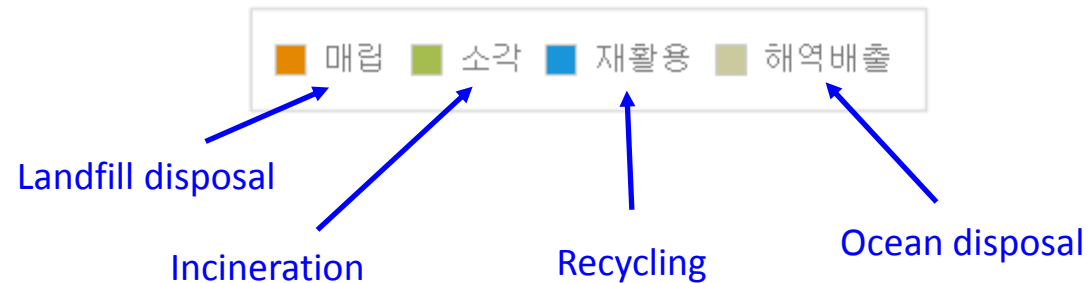 매립 소각 재활용 해역배출
Landfill disposal
Incineration
Recycling
Ocean disposal